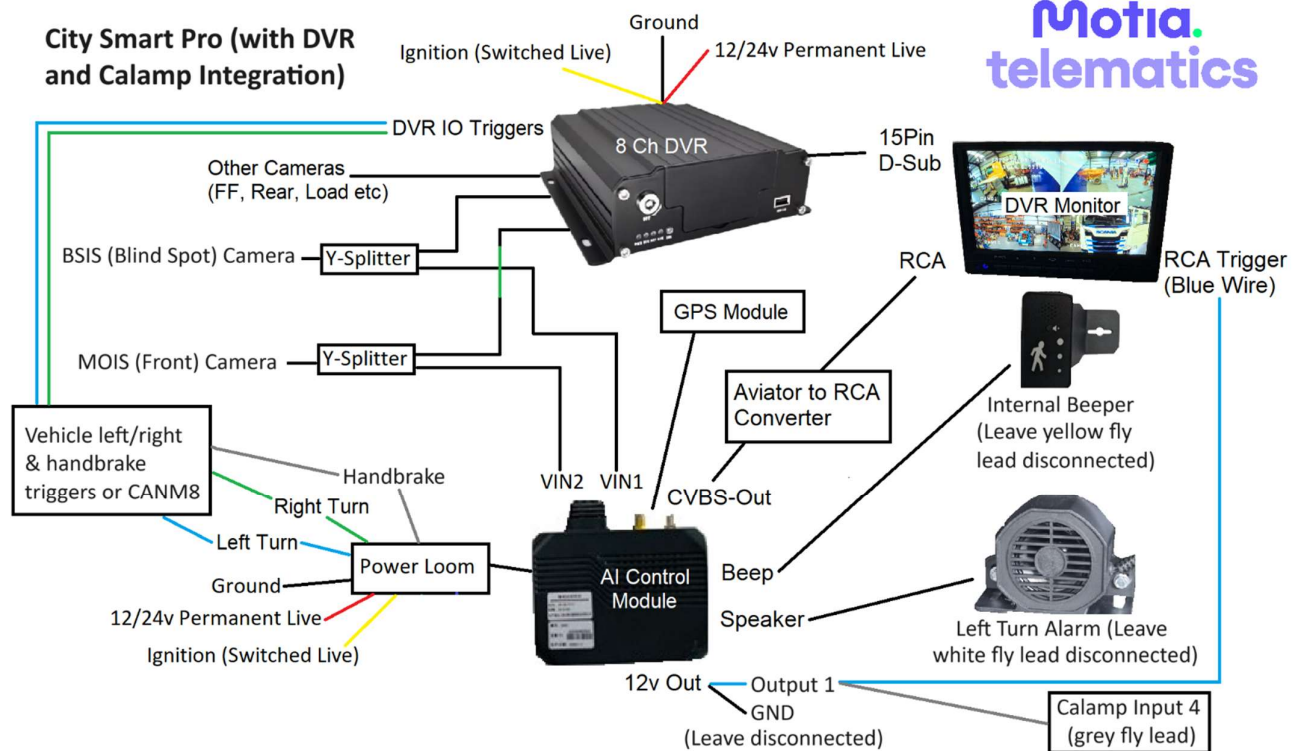 City Smart Pro (with DVR
and Calamp Integration)
Motia.
telematics
Ground
Ignition (Switched Live)
12/24v Permanent Live
DVR IO Triggers
8 Ch DVR
15Pin
D-Sub
Other Cameras
(FF, Rear, Load etc)
DVR Monitor
BSIS (Blind Spot) Camera
Y-Splitter
RCA
RCA Trigger
(Blue Wire)
GPS Module
MOIS (Front) Camera
Y-Splitter
Aviator to RCA
Converter
Internal Beeper
(Leave yellow fly
lead disconnected)
Vehicle left/right
& handbrake
triggers or CANM8
Handbrake
Right Turn
Left Turn
VIN2
VIN1
CVBS-Out
Power Loom
Ground
12/24v Permanent Live
Ignition (Switched Live)
AI Control
Module
Beep
Speaker
Left Turn Alarm (Leave
white fly lead disconnected)
12v Out
Output 1
GND
(Leave disconnected)
Calamp Input 4
(grey fly lead)